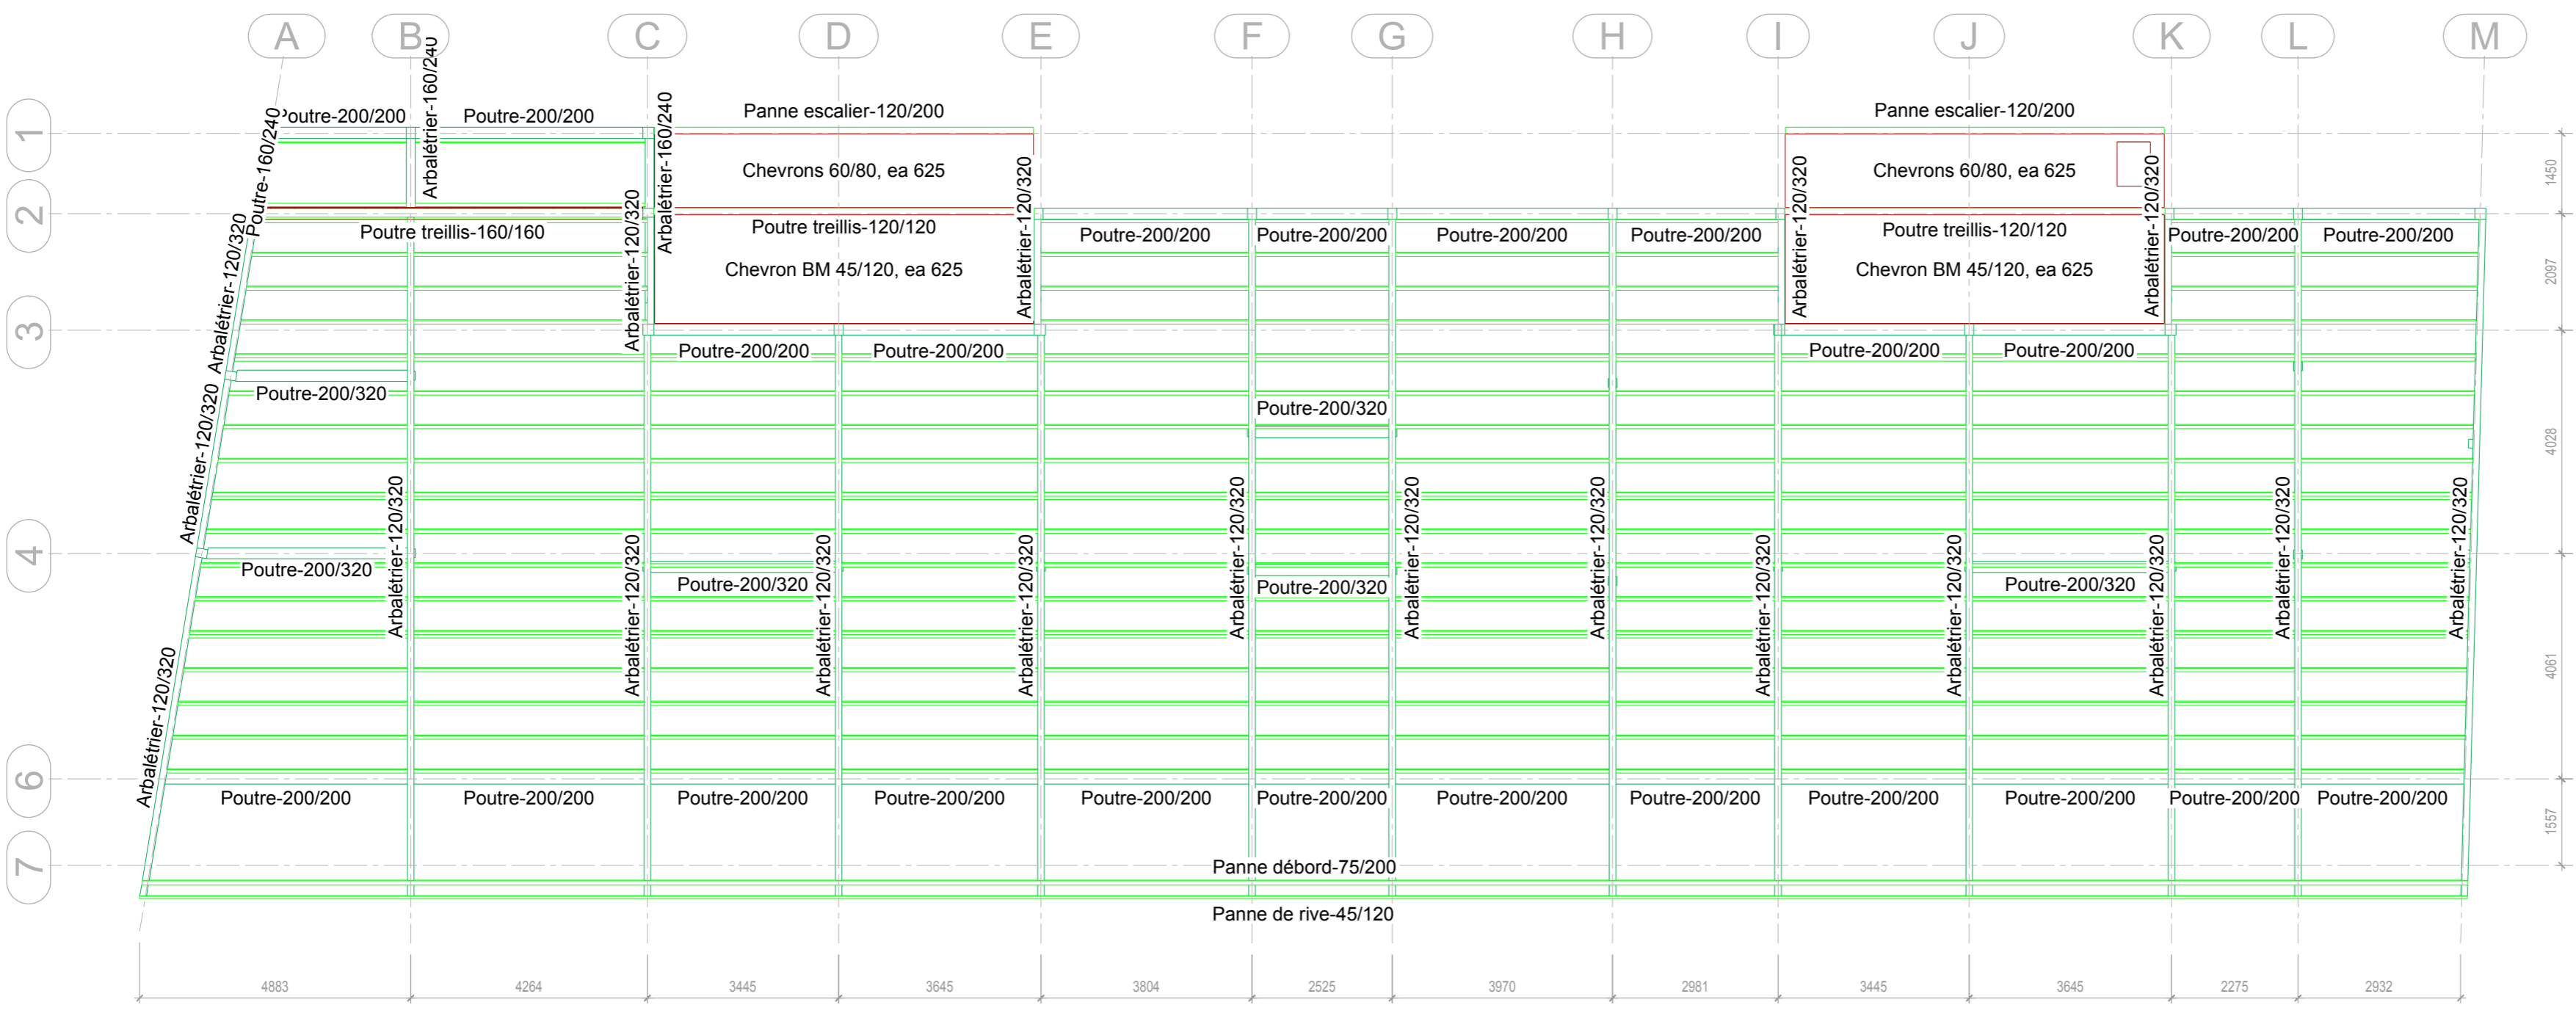 A B C D E F G H I J K L M
Poutre-200/200
Poutre-200/200
Panne escalier-120/200
Panne escalier-120/200
Arbalétrier-160/240
Arbalétrier-160/240
Poutre-160/240
1
Chevrons 60/80, ea 625
Chevrons 60/80, ea 625
1450
2
Poutre treillis-160/160
Poutre treillis-120/120
Poutre-200/200
Poutre-200/200
Poutre-200/200
Poutre-200/200
Poutre treillis-120/120
Poutre-200/200
Poutre-200/200
Arbalétrier-120/320
Arbalétrier-120/320
Arbalétrier-120/320
Arbalétrier-120/320
Arbalétrier-120/320
Chevron BM 45/120, ea 625
Chevron BM 45/120, ea 625
2097
3
Poutre-200/200
Poutre-200/200
Poutre-200/200
Poutre-200/200
Poutre-200/320
Poutre-200/320
Arbalétrier-120/320
4028
Arbalétrier-120/320
Arbalétrier-120/320
Arbalétrier-120/320
Arbalétrier-120/320
Arbalétrier-120/320
Arbalétrier-120/320
4
Poutre-200/320
Poutre-200/320
Poutre-200/320
Poutre-200/320
Arbalétrier-120/320
Arbalétrier-120/320
Arbalétrier-120/320
Arbalétrier-120/320
Arbalétrier-120/320
Arbalétrier-120/320
Arbalétrier-120/320
4061
6
Poutre-200/200
Poutre-200/200
Poutre-200/200
Poutre-200/200
Poutre-200/200
Poutre-200/200
Poutre-200/200
Poutre-200/200
Poutre-200/200
Poutre-200/200
Poutre-200/200
Poutre-200/200
1557
7
Panne débord-75/200
Panne de rive-45/120
4883 4264 3445 3645 3804 2525 3970 2981 3445 3645 2275 2932